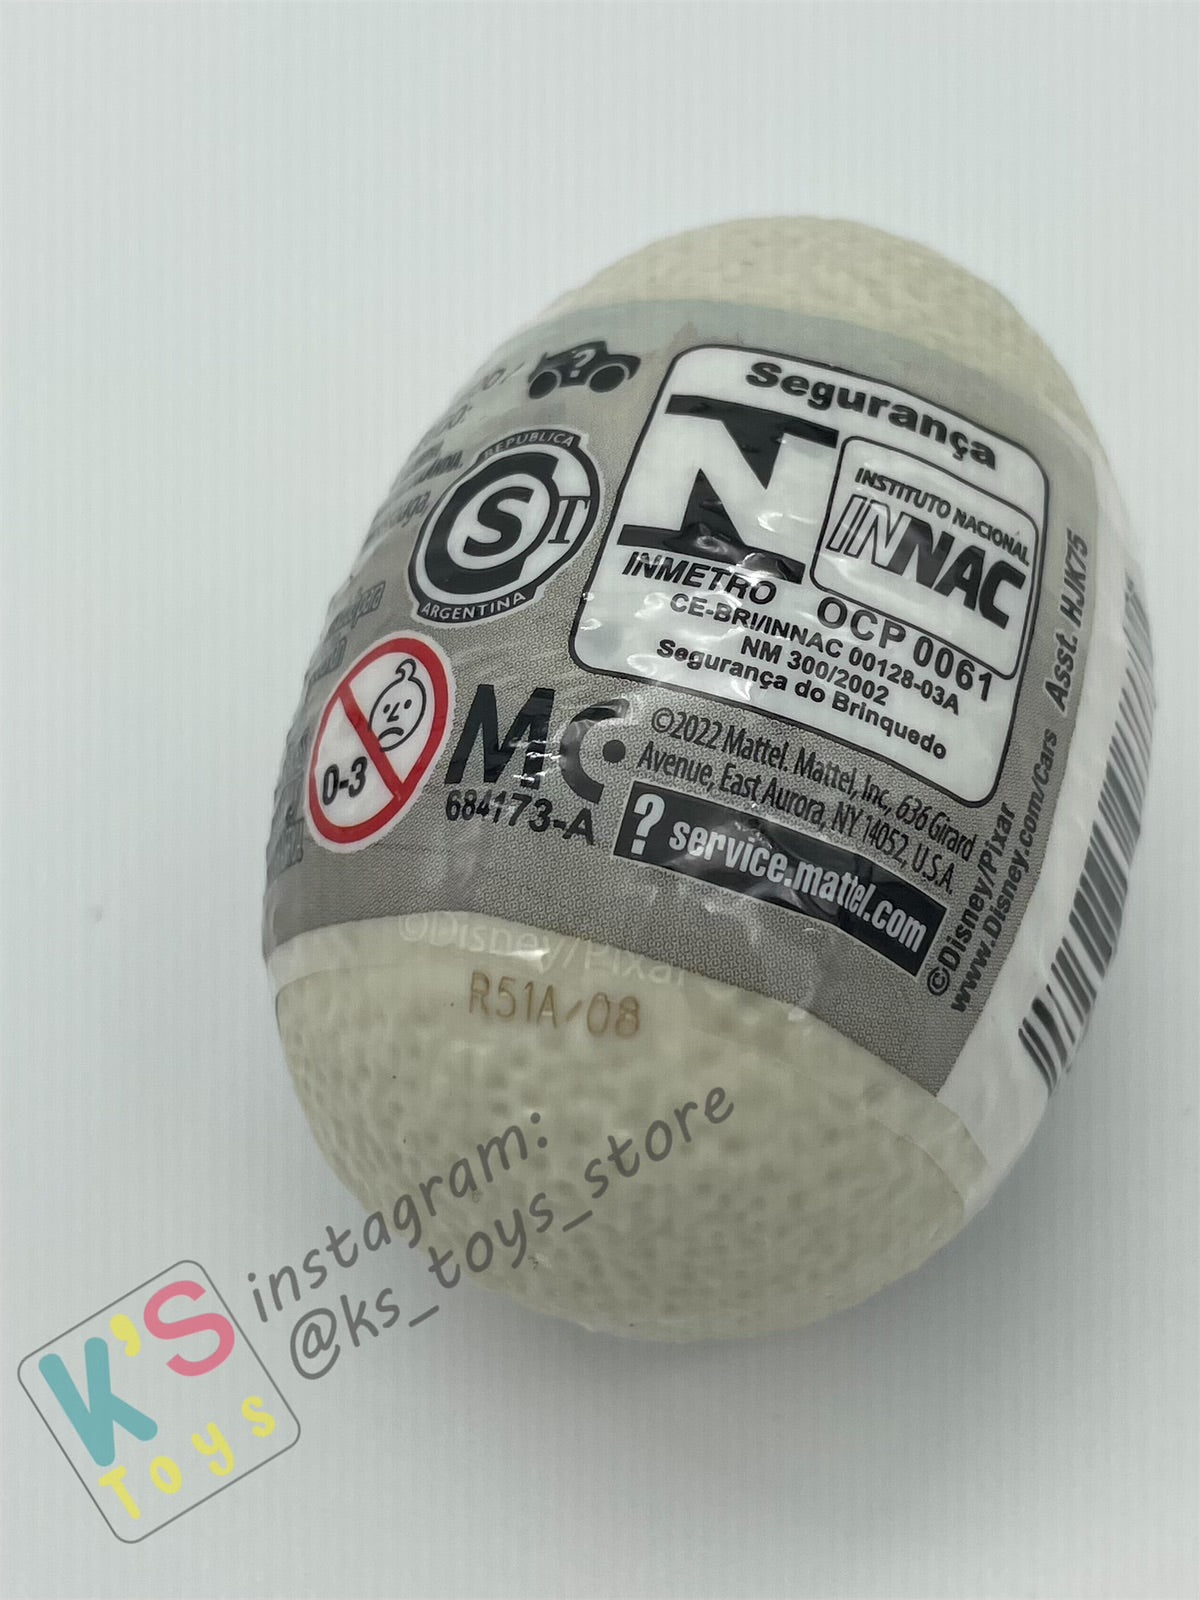 ?
REPUBLICA
S T
ARGENTINA
0-3
MC
684173-A
Segurança
N
INMETRO
INSTITUTO NACIONAL
INNAC
OCP 0061
CE-BRI/INNAC 00128-03A
NM 300/2002
Segurança do Brinquedo
©2022 Mattel. Mattel, Inc, 636 Girard
Avenue, East Aurora, NY 14052, U.S.A.
? service.mattel.com
Asst. HJK75
©Disney/Pixar
www.Disney.com/Cars
©Disney/Pixar
R51A/08
instagram:
@ks_toys_store
K'S
Toys